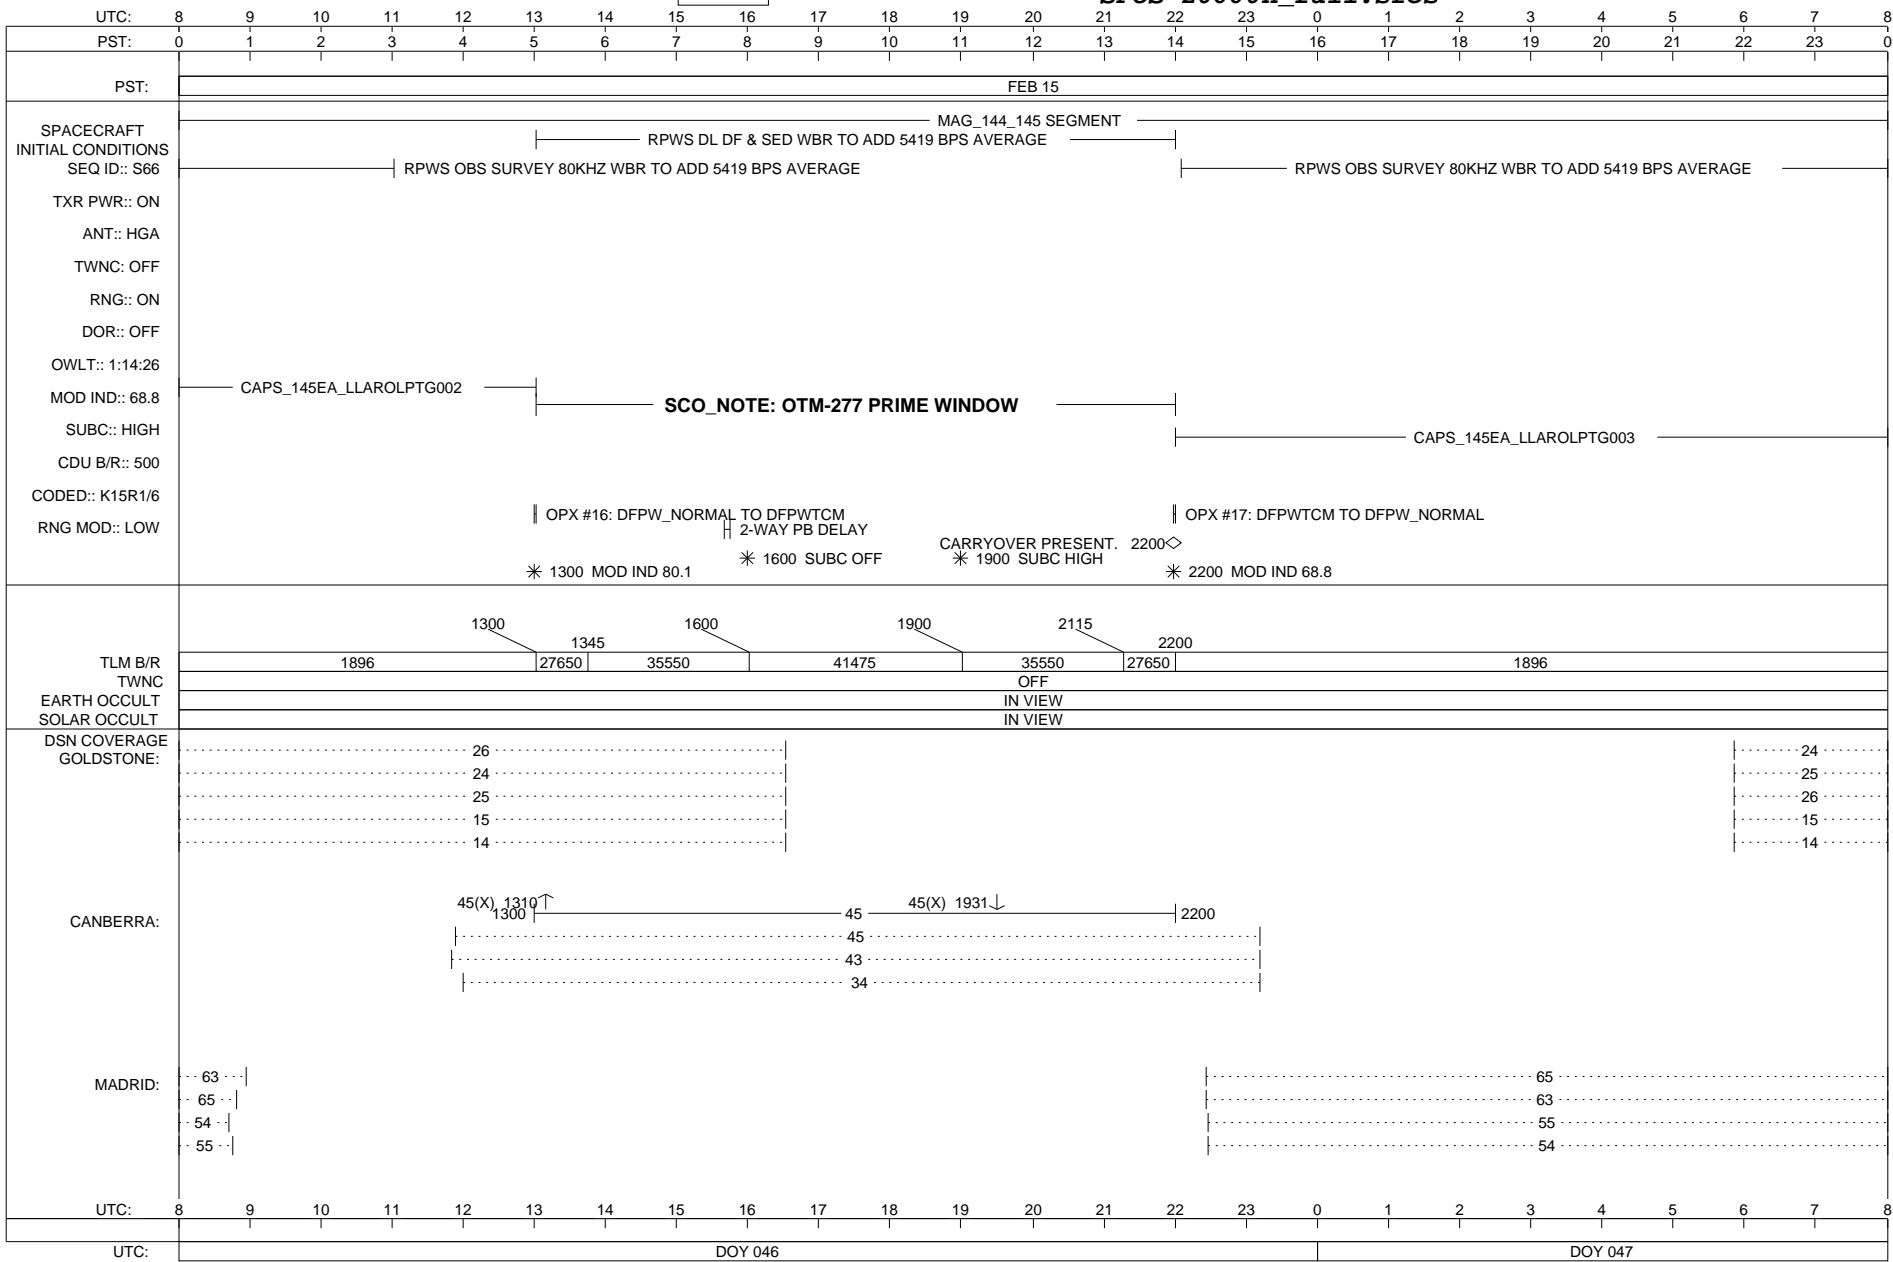 UTC: 8 9 10 11 12 13 14 15 16 17 18 19 20 21 22 23 0 1 2 3 4 5 6 7 8
PST: 0 1 2 3 4 5 6 7 8 9 10 11 12 13 14 15 16 17 18 19 20 21 22 23 0
PST: FEB 15
MAG_144_145 SEGMENT
SPACECRAFT
RPWS DL DF & SED WBR TO ADD 5419 BPS AVERAGE
INITIAL CONDITIONS
SEQ ID:: S66 RPWS OBS SURVEY 80KHZ WBR TO ADD 5419 BPS AVERAGE RPWS OBS SURVEY 80KHZ WBR TO ADD 5419 BPS AVERAGE
TXR PWR:: ON
ANT:: HGA
TWNC: OFF
RNG:: ON
DOR:: OFF
OWLT:: 1:14:26
CAPS_145EA_LLAROLPTG002
MOD IND:: 68.8
SCO_NOTE: OTM-277 PRIME WINDOW
SUBC:: HIGH
CAPS_145EA_LLAROLPTG003
CDU B/R:: 500
CODED:: K15R1/6
OPX #16: DFPW_NORMAL TO DFPWTCM OPX #17: DFPWTCM TO DFPW_NORMAL
RNG MOD:: LOW 2-WAY PB DELAY
CARRYOVER PRESENT. 2200
1600 SUBC OFF 1900 SUBC HIGH
1300 MOD IND 80.1 2200 MOD IND 68.8
1300 1600 1900 2115
1345 2200
TLM B/R 1896 27650 35550 41475 35550 27650 1896
TWNC OFF
EARTH OCCULT IN VIEW
SOLAR OCCULT IN VIEW
DSN COVERAGE
GOLDSTONE:
26 24
24 25
25 26
15 15
14 14
45(X) 1310 45(X) 1931
CANBERRA: 1300 45 2200
45
43
34
MADRID: 63 65
65 63
54 55
55 54
UTC: 8 9 10 11 12 13 14 15 16 17 18 19 20 21 22 23 0 1 2 3 4 5 6 7 8
UTC: DOY 046 DOY 047